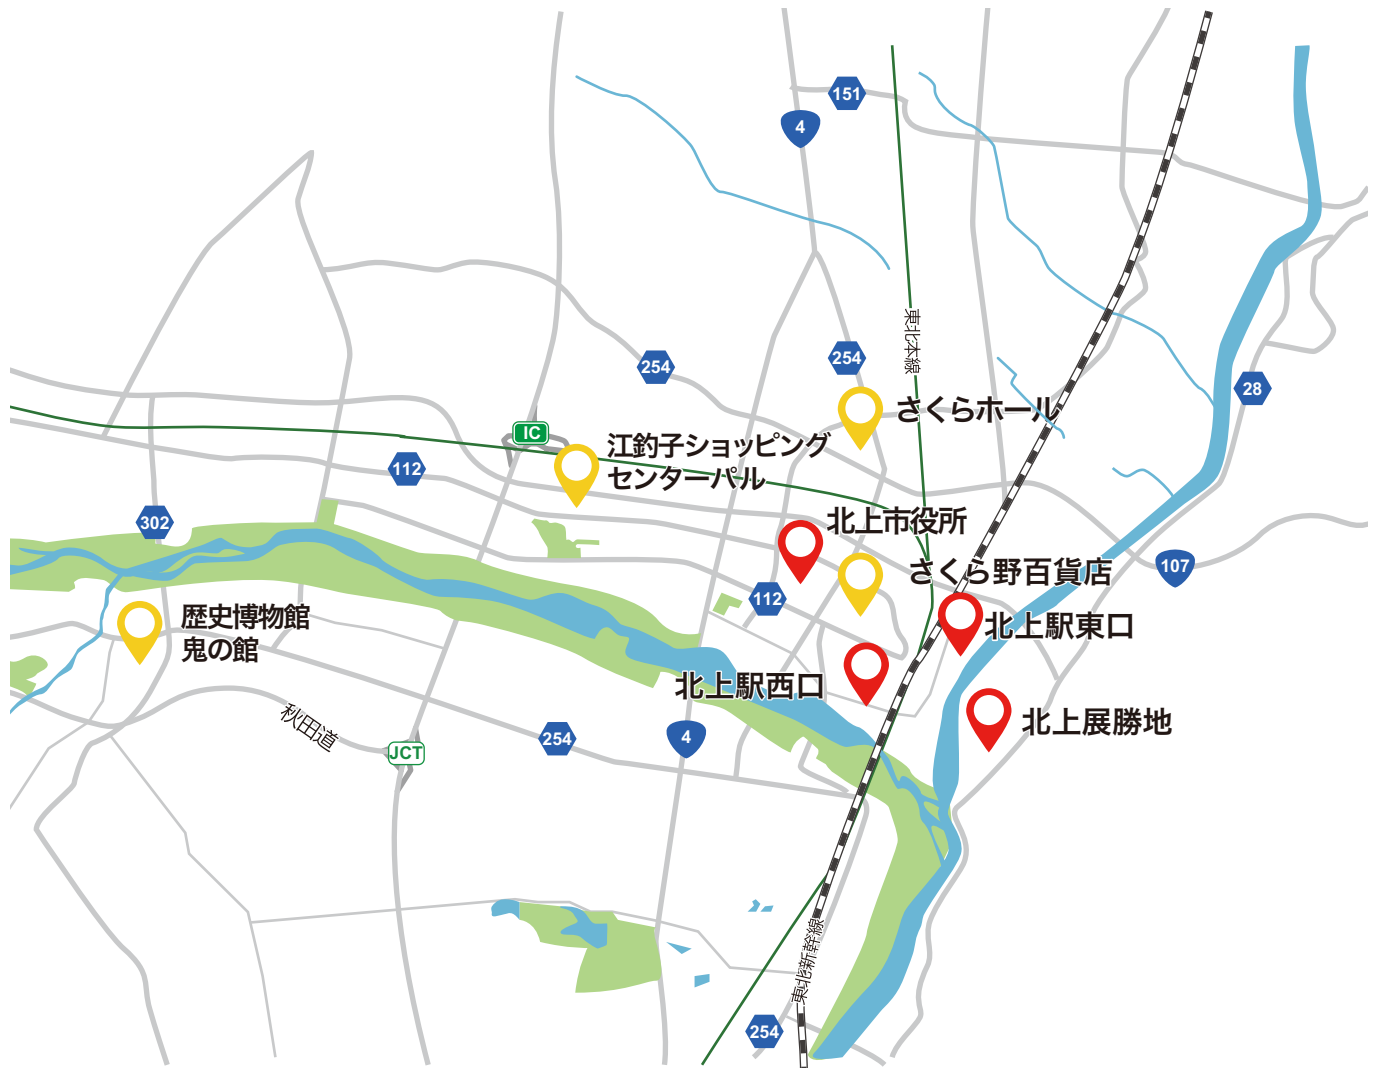 151
4
東北本線
254
254
28
さくらホール
IC
江釣子ショッピング
センターパル
112
302
北上市役所
さくら野百貨店
107
112
歴史博物館
鬼の館
北上駅東口
北上駅西口
秋田道
北上展勝地
254
4
JCT
東北新幹線
254